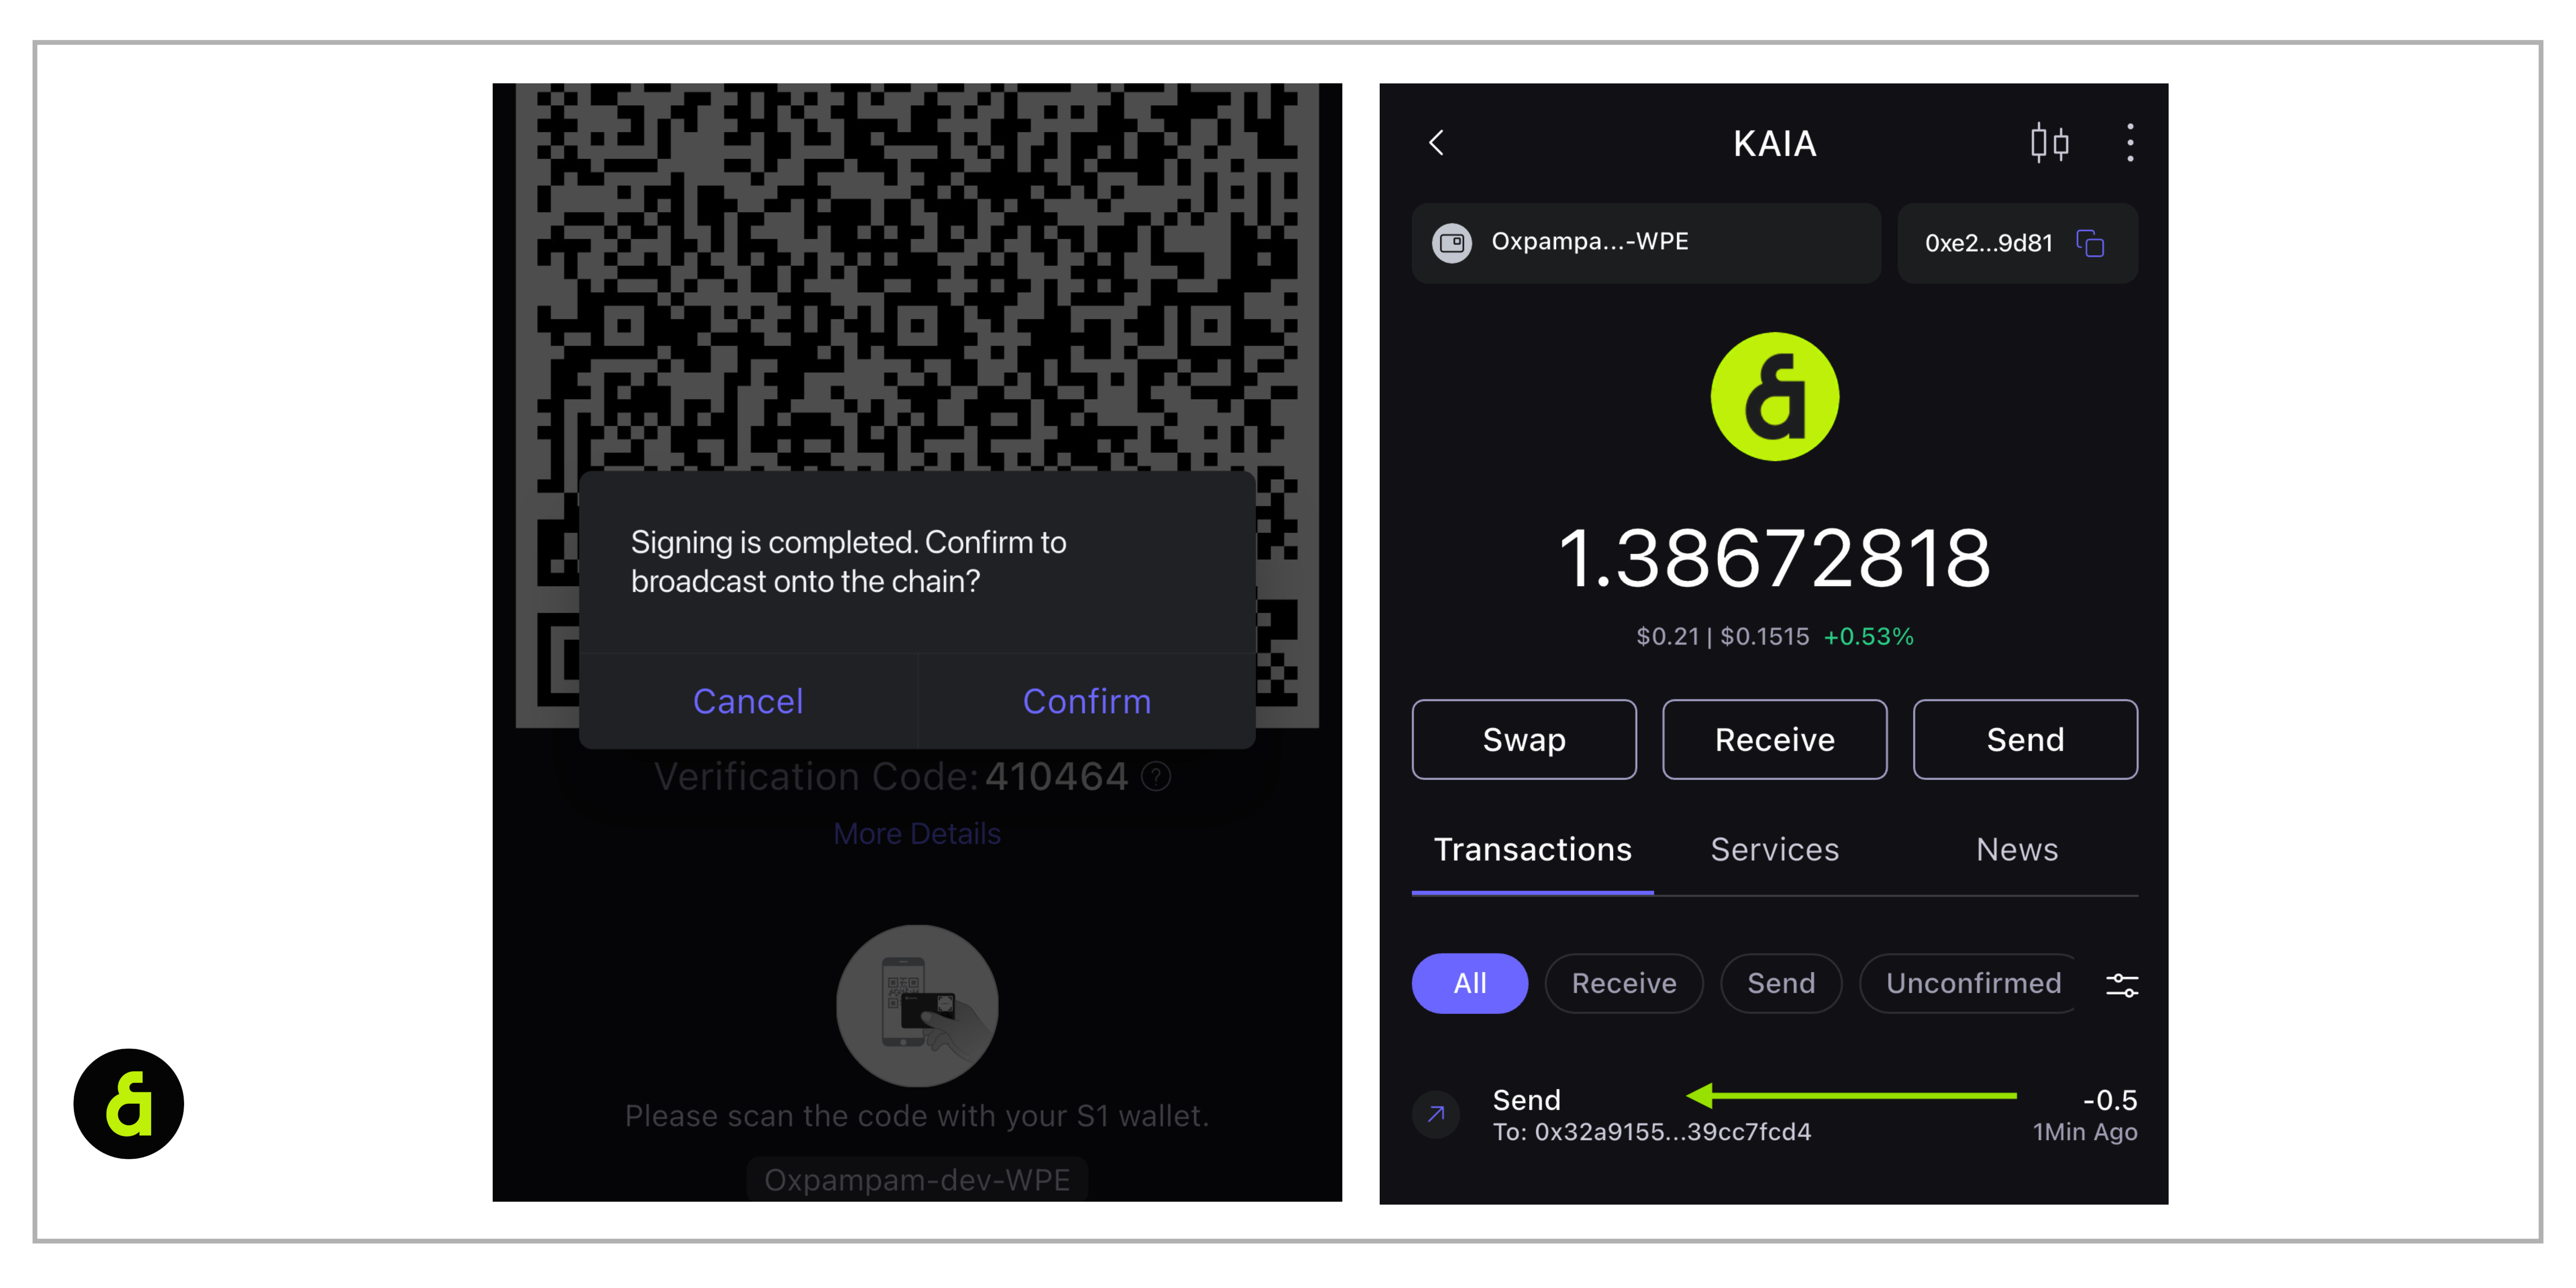 Signing is completed. Confirm to
broadcast onto the chain?
Cancel
Confirm
Verification Code: 410464
More Details
Please scan the code with your S1 wallet.
Oxpampam-dev-WPE
KAIA
Oxpampa...-WPE
0xe2...9d81
1.38672818
$0.21 | $0.1515 +0.53%
Swap
Receive
Send
Transactions
Services
News
All
Receive
Send
Unconfirmed
Send
-0.5
To: 0x32a9155...39cc7fcd4
1Min Ago